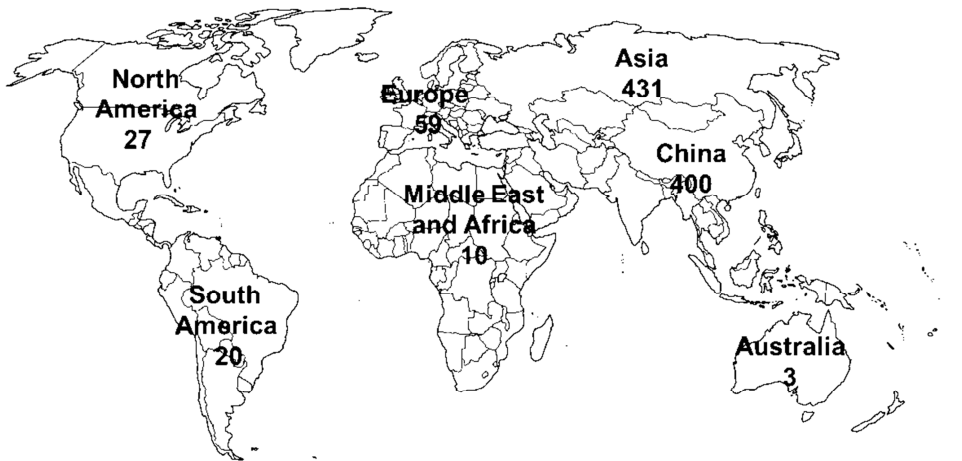 North
America
27
Europe
59
Asia
431
China
400
Middle East
and Africa
10
South
America
20
Australia
3